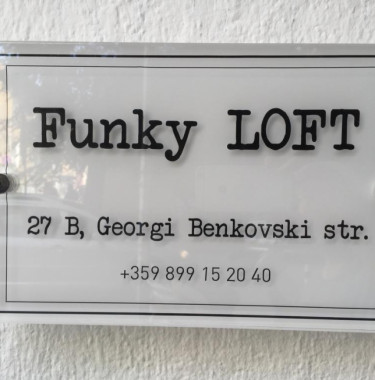 Funky LOFT
27 B, Georgi Benkovski str.
+359 899 15 20 40